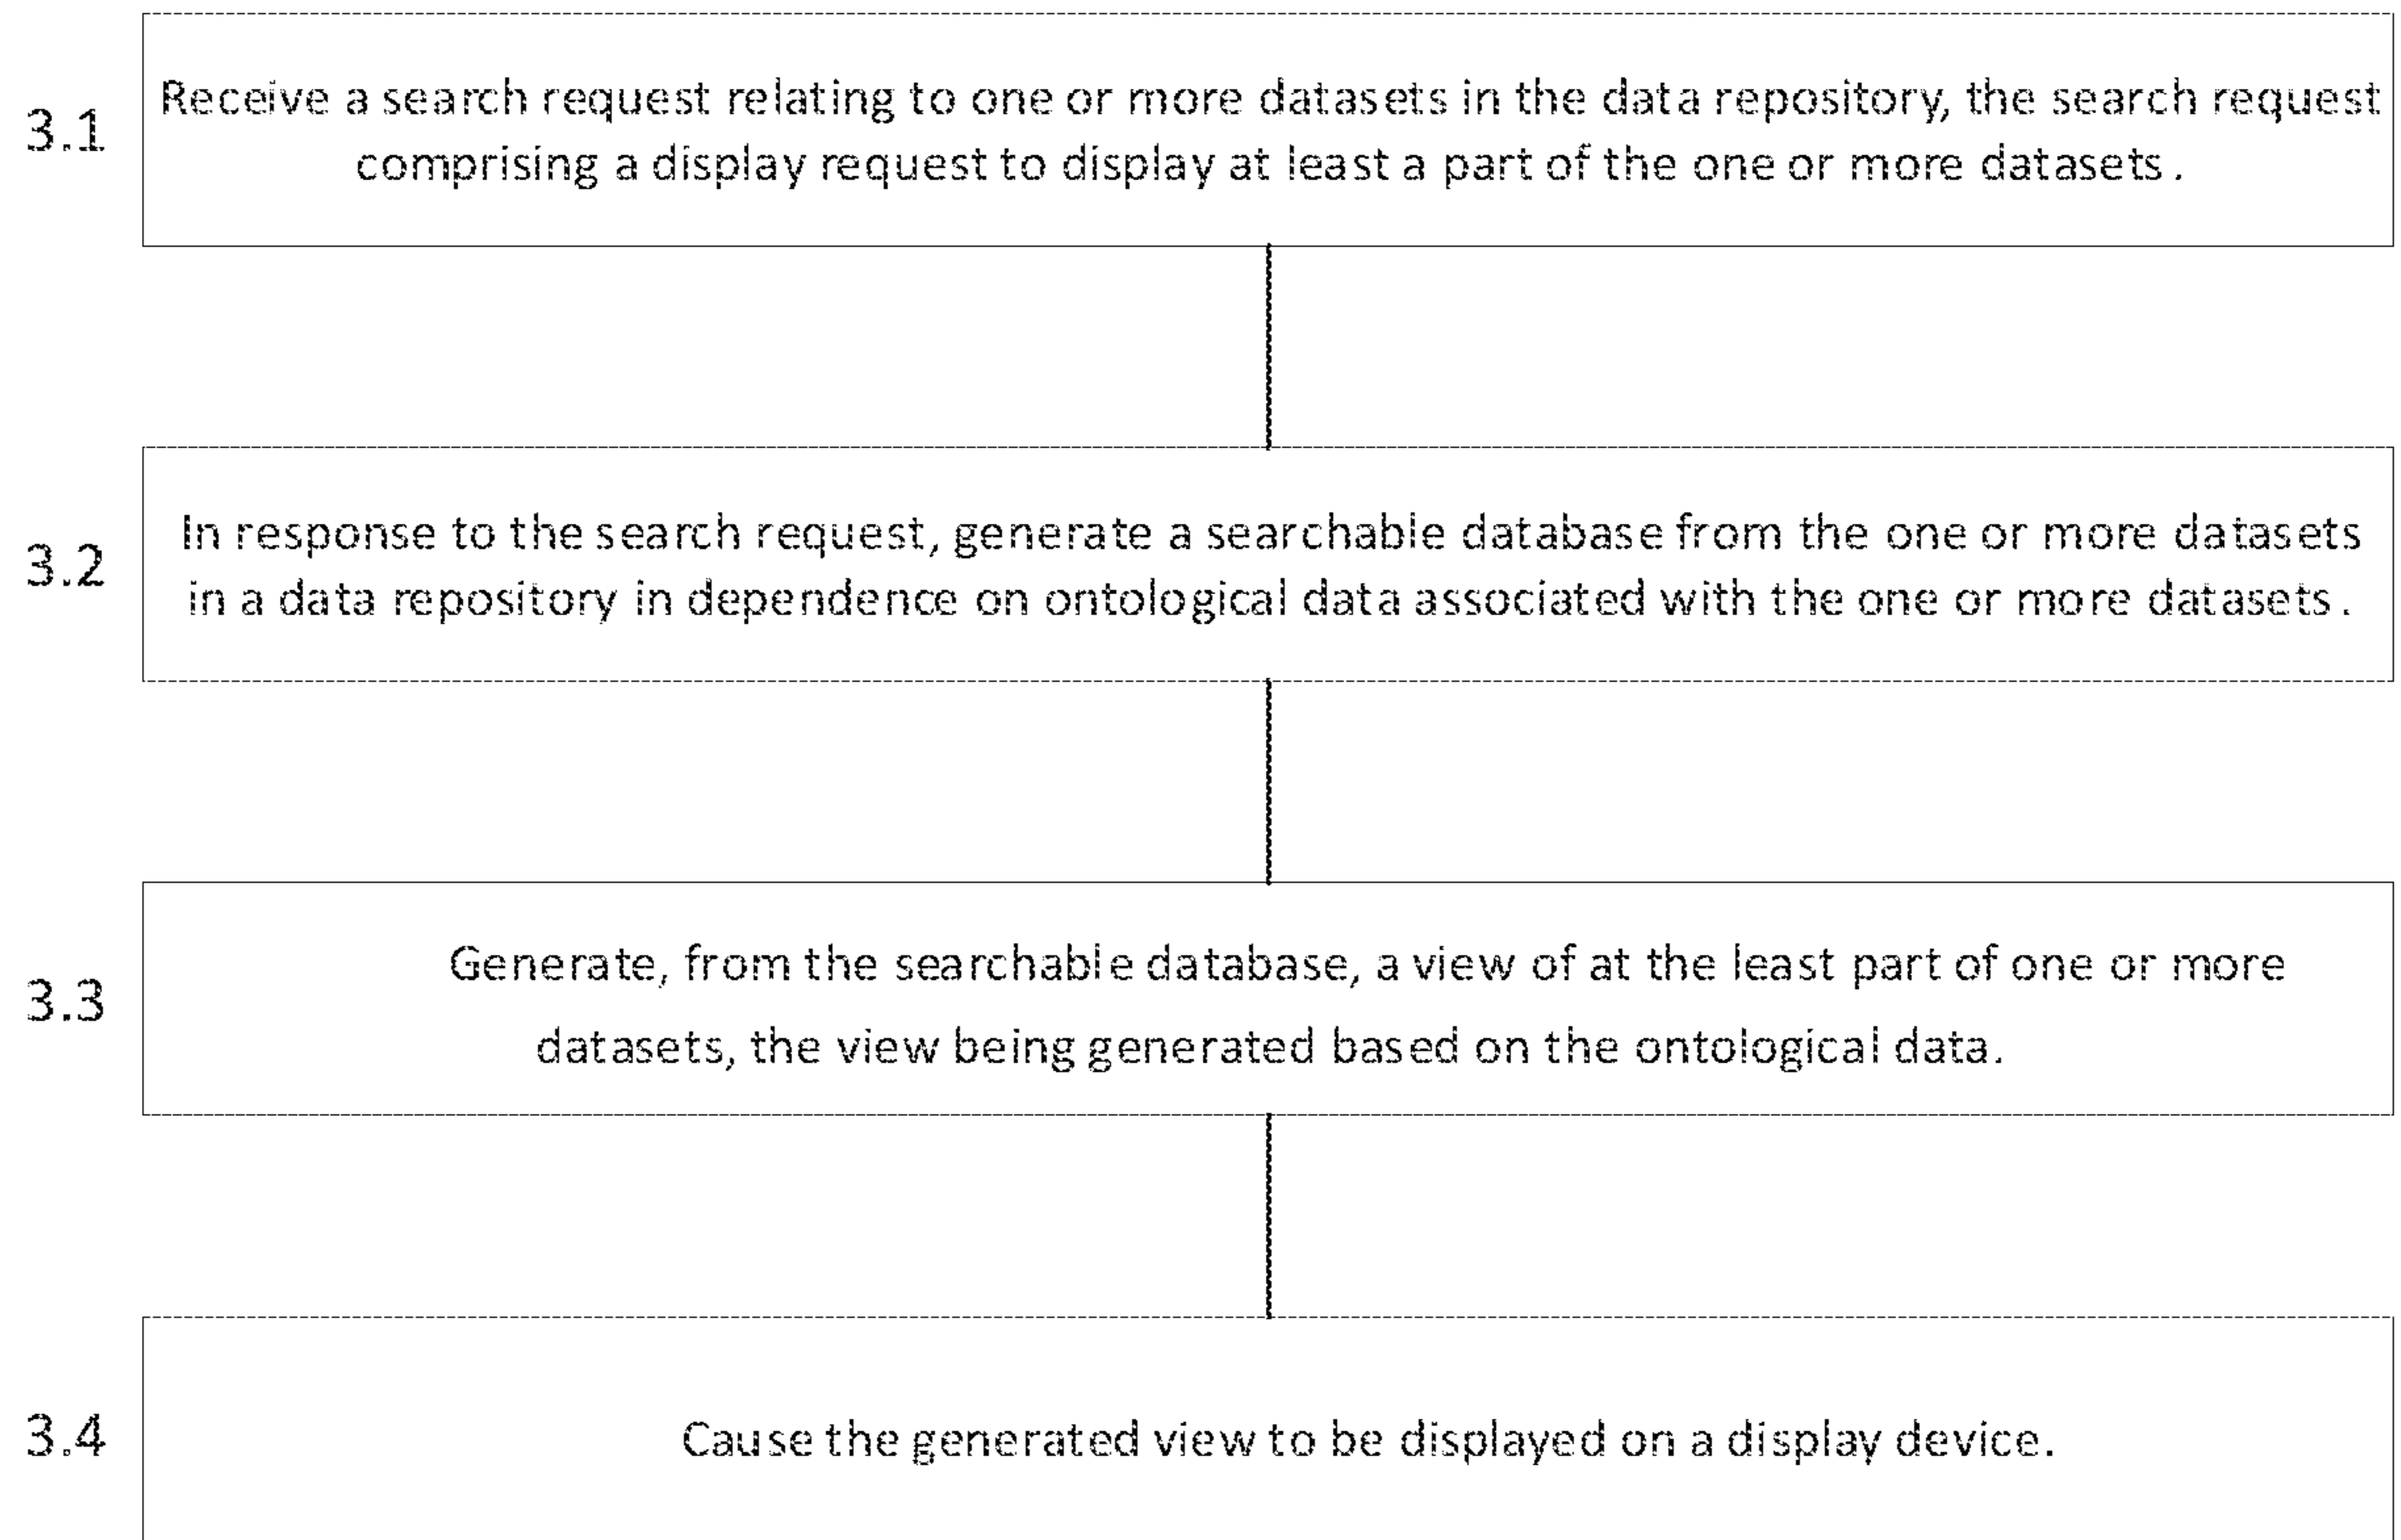 3.1
Receive a search request relating to one or more datasets in the data repository, the search request
comprising a display request to display at least a part of the one or more datasets.
3.2
In response to the search request, generate a searchable database from the one or more datasets
in a data repository in dependence on ontological data associated with the one or more datasets.
3.3
Generate, from the searchable database, a view of at the least part of one or more
datasets, the view being generated based on the ontological data.
3.4
Cause the generated view to be displayed on a display device.